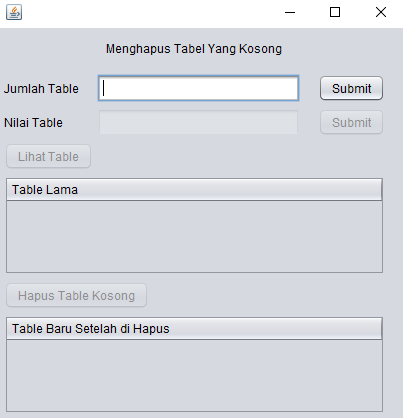 Menghapus Tabel Yang Kosong
Jumlah Table Submit
Nilai Table Submit
Lihat Table
Table Lama
Hapus Table Kosong
Table Baru Setelah di Hapus